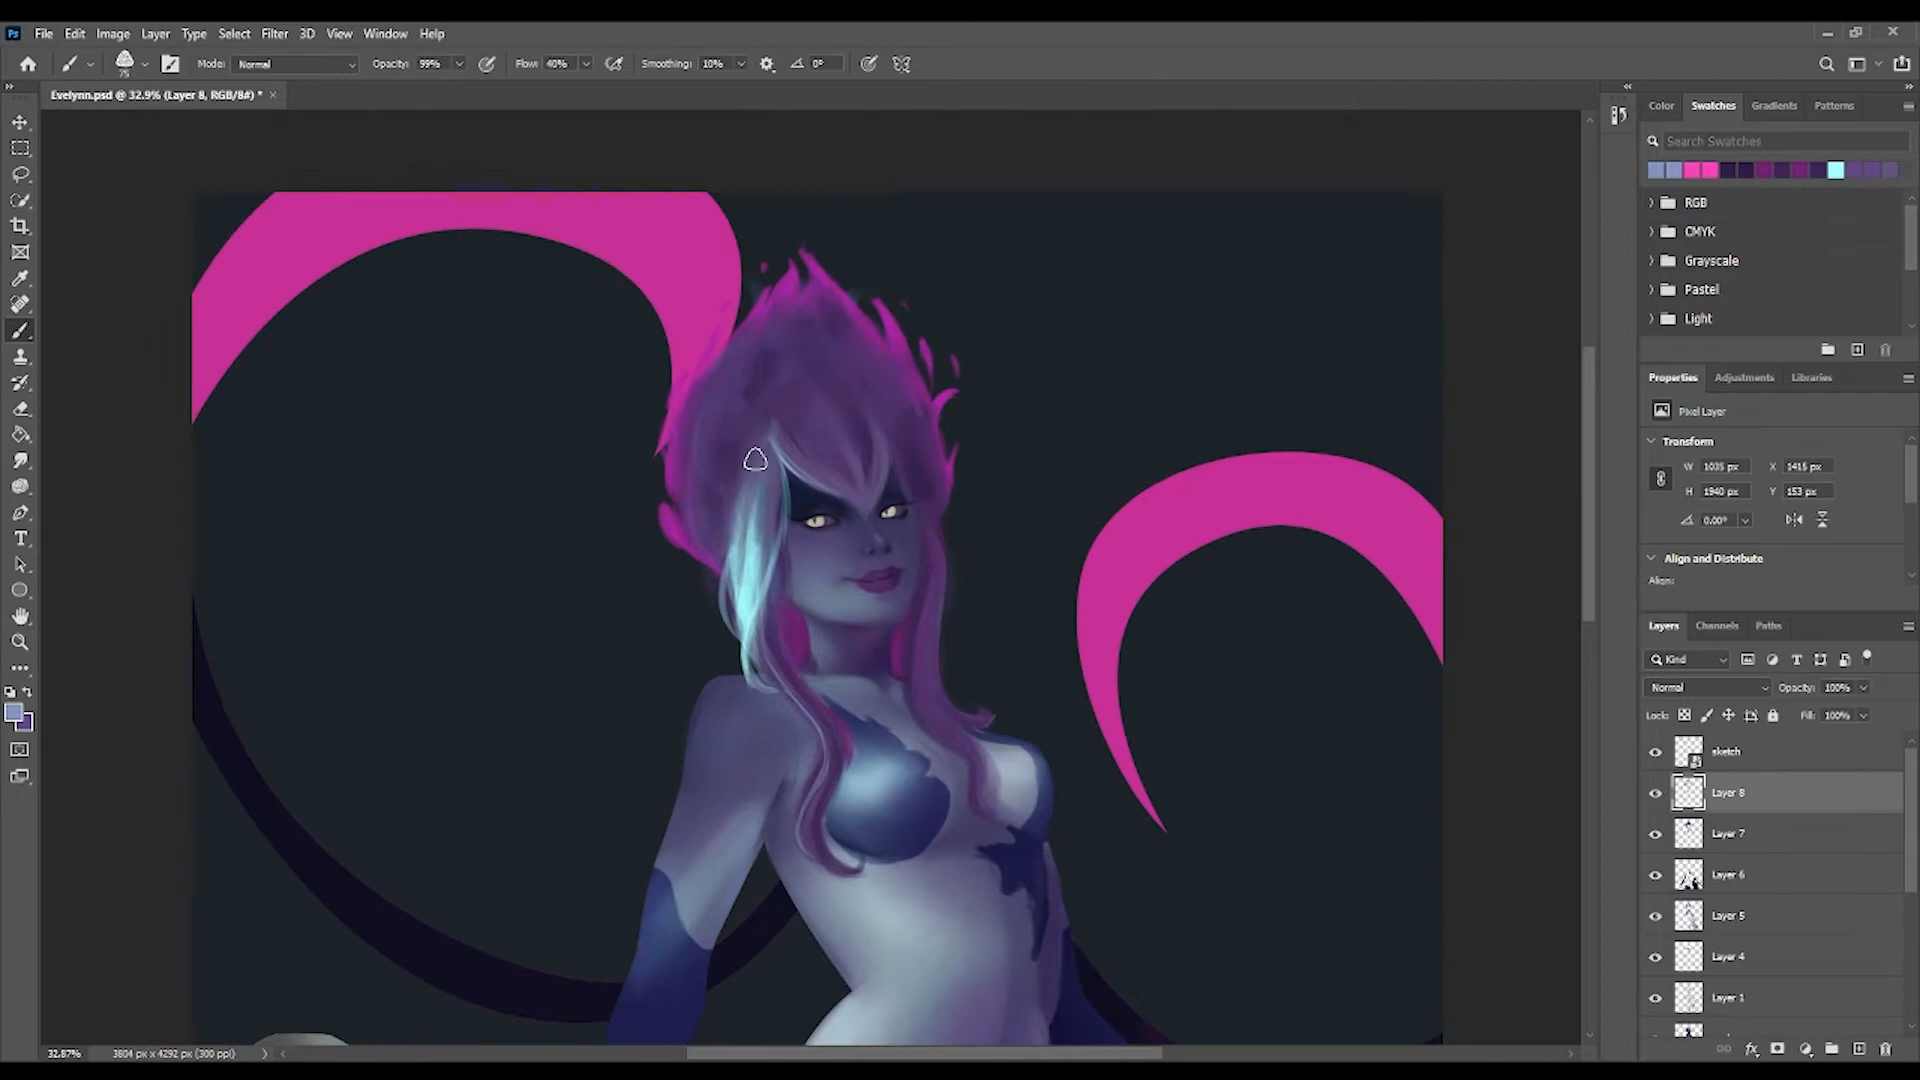 Ps File Edit Image Layer Type Select Filter 3D View Window Help
75 Mode: Normal Opacity: 99% Flow: 40% Smoothing: 10% 0°
Evelynn.psd @ 32.9% (Layer 8, RGB/8#) * ×
Color Swatches Gradients Patterns
Search Swatches
RGB
CMYK
Grayscale
Pastel
Light
Properties Adjustments Libraries
Pixel Layer
Transform
W 1035 px X 1415 px
H 1940 px Y 153 px
0.00°
Align and Distribute
Align:
Layers Channels Paths
Kind
Normal Opacity: 100%
Lock: Fill: 100%
sketch
Layer 8
Layer 7
Layer 6
Layer 5
Layer 4
Layer 1
32.87% 3804 px x 4292 px (300 ppi)